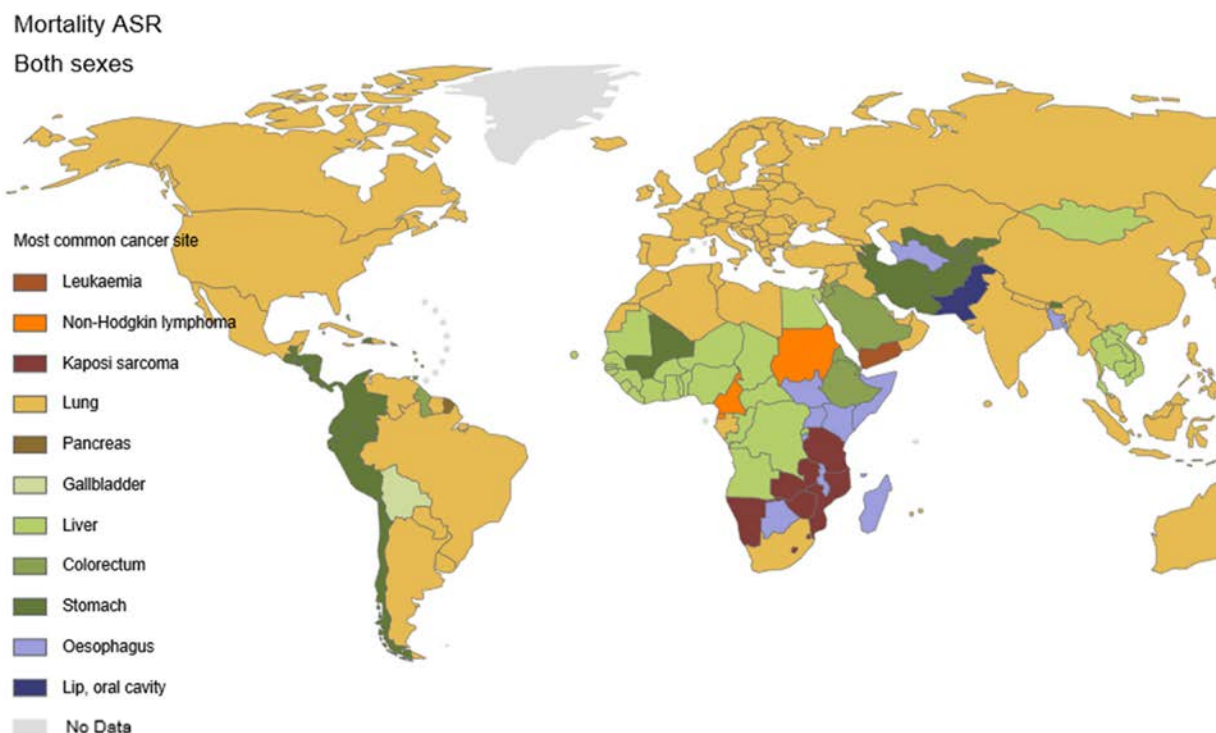 Mortality ASR
Both sexes
Most common cancer site
Leukaemia
Non-Hodgkin lymphoma
Kaposi sarcoma
Lung
Pancreas
Gallbladder
Liver
Colorectum
Stomach
Oesophagus
Lip, oral cavity
No Data